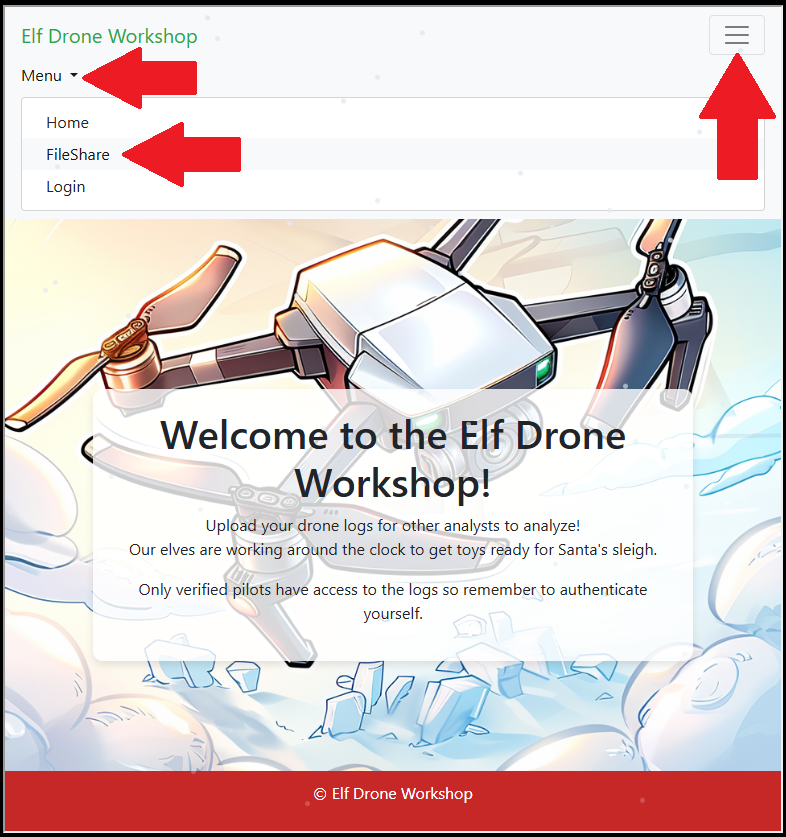 Elf Drone Workshop
Menu
Home
FileShare
Login
Welcome to the Elf Drone
Workshop!
Upload your drone logs for other analysts to analyze!
Our elves are working around the clock to get toys ready for Santa's sleigh.
Only verified pilots have access to the logs so remember to authenticate
yourself.
© Elf Drone Workshop